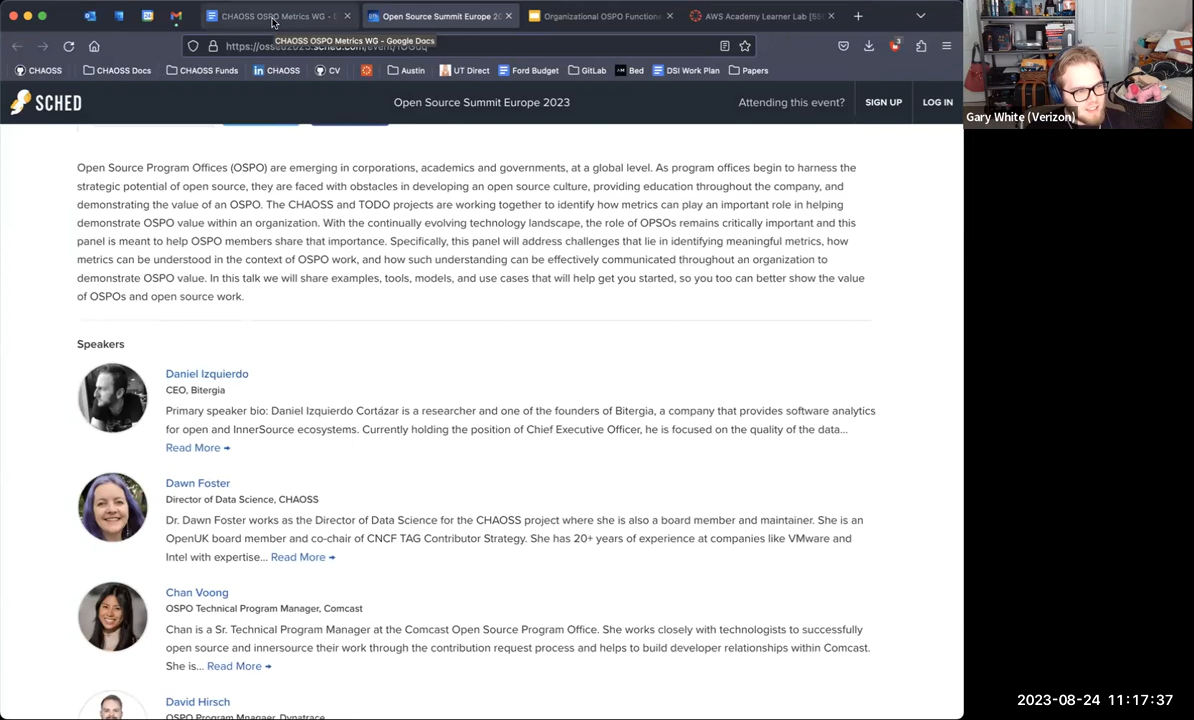 CHAOSS OSPO Metrics WG - 
Open Source Summit Europe 20
Organizational OSPO Function
AWS Academy Learner Lab
CHAOSS OSPO Metrics WG - Google Docs
CHAOSS
CHAOSS Docs
CHAOSS Funds
CHAOSS
CV
Austin
UT Direct
Ford Budget
GitLab
Bed
DSI Work Plan
Papers
Gary White (Verizon)
SCHED
Open Source Summit Europe 2023
Attending this event?
SIGN UP
LOG IN
Open Source Program Offices (OSPO) are emerging in corporations, academics and governments, at a global level. As program offices begin to harness the
strategic potential of open source, they are faced with obstacles in developing an open source culture, providing education throughout the company, and
demonstrating the value of an OSPO. The CHAOSS and TODO projects are working together to identify how metrics can play an important role in helping
demonstrate OSPO value within an organization. With the continually evolving technology landscape, the role of OPSOs remains critically important and this
panel is meant to help OSPO members share that importance. Specifically, this panel will address challenges that lie in identifying meaningful metrics, how
metrics can be understood in the context of OSPO work, and how such understanding can be effectively communicated throughout an organization to
demonstrate OSPO value. In this talk we will share examples, tools, models, and use cases that will help get you started, so you too can better show the value
of OSPOs and open source work.
Speakers
Daniel Izquierdo
CEO, Bitergia
Primary speaker bio: Daniel Izquierdo Cortázar is a researcher and one of the founders of Bitergia, a company that provides software analytics
for open and InnerSource ecosystems. Currently holding the position of Chief Executive Officer, he is focused on the quality of the data...
Read More →
Dawn Foster
Director of Data Science, CHAOSS
Dr. Dawn Foster works as the Director of Data Science for the CHAOSS project where she is also a board member and maintainer. She is an
OpenUK board member and co-chair of CNCF TAG Contributor Strategy. She has 20+ years of experience at companies like VMware and
Intel with expertise... Read More →
Chan Voong
OSPO Technical Program Manager, Comcast
Chan is a Sr. Technical Program Manager at the Comcast Open Source Program Office. She works closely with technologists to successfully
open source and innersource their work through the contribution request process and helps to build developer relationships within Comcast.
She is... Read More →
David Hirsch
OSPO Program Mnagaer, Dynatrace
2023-08-24 11:17:37